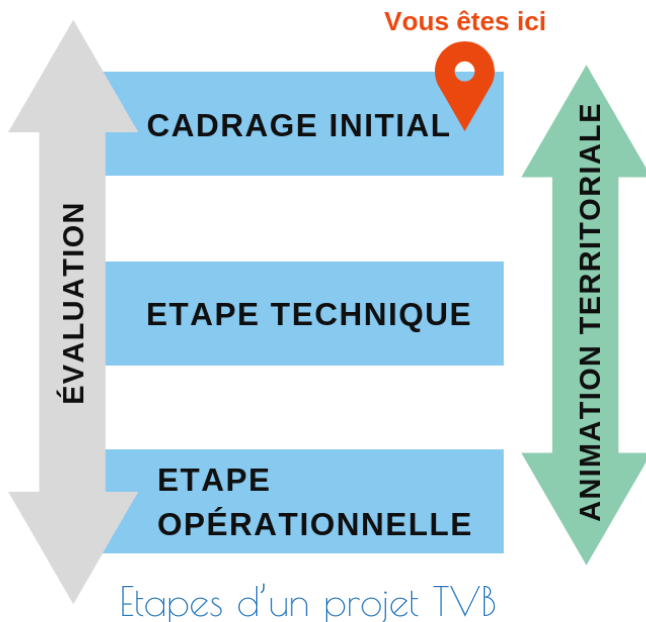 Vous êtes ici
CADRAGE INITIAL
ÉVALUATION
ANIMATION TERRITORIALE
ETAPE TECHNIQUE
ETAPE
OPÉRATIONNELLE
Etapes d'un projet TVB